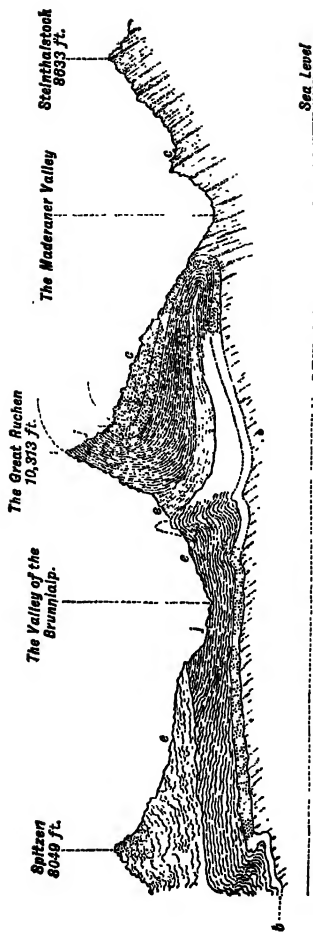 Spitzen
8049 ft.
The Valley of the
Brunnialp.
The Great Ruchen
10,313 ft.
The Maderaner Valley
Steinthalstock
8633 ft.
e
j
e
e
j
c
c
b
Sea Level